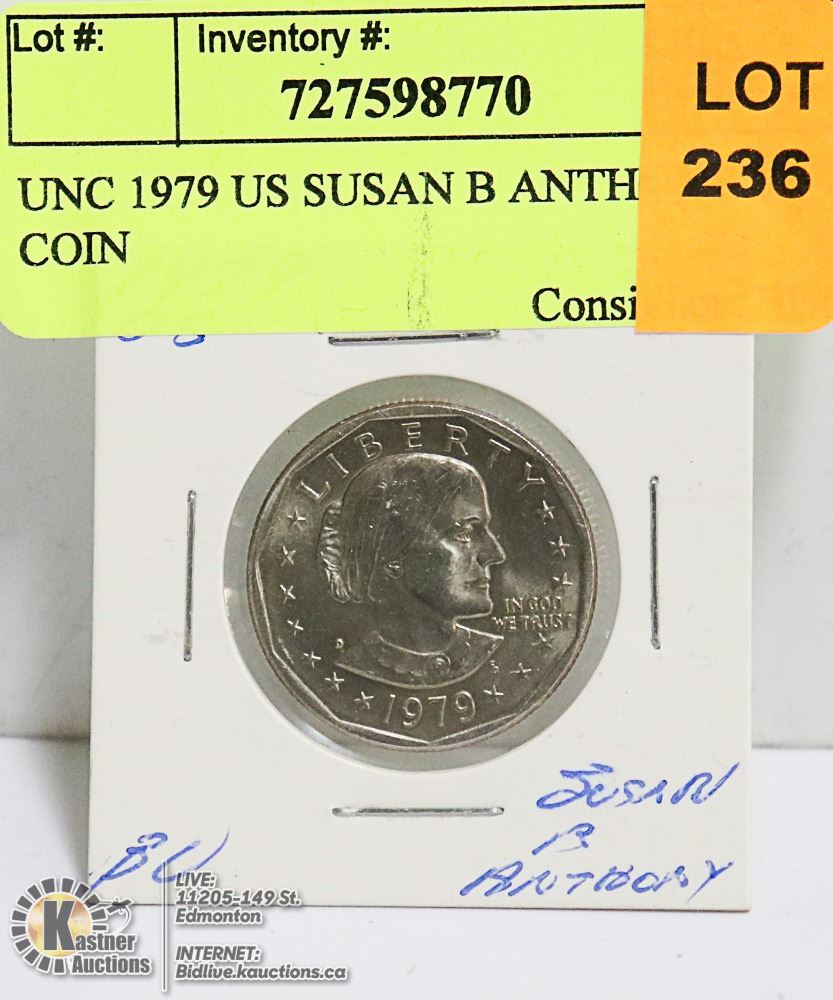 Lot #:
Inventory #:
727598770
LOT
236
UNC 1979 US SUSAN B ANTH
COIN
Consi
LIBERTY
IN GOD
WE TRUST
D
1979
SUSAN
B
ANTHONY
BU
Kastner
Auctions
LIVE:
11205-149 St.
Edmonton
INTERNET:
Bidlive.kauctions.ca